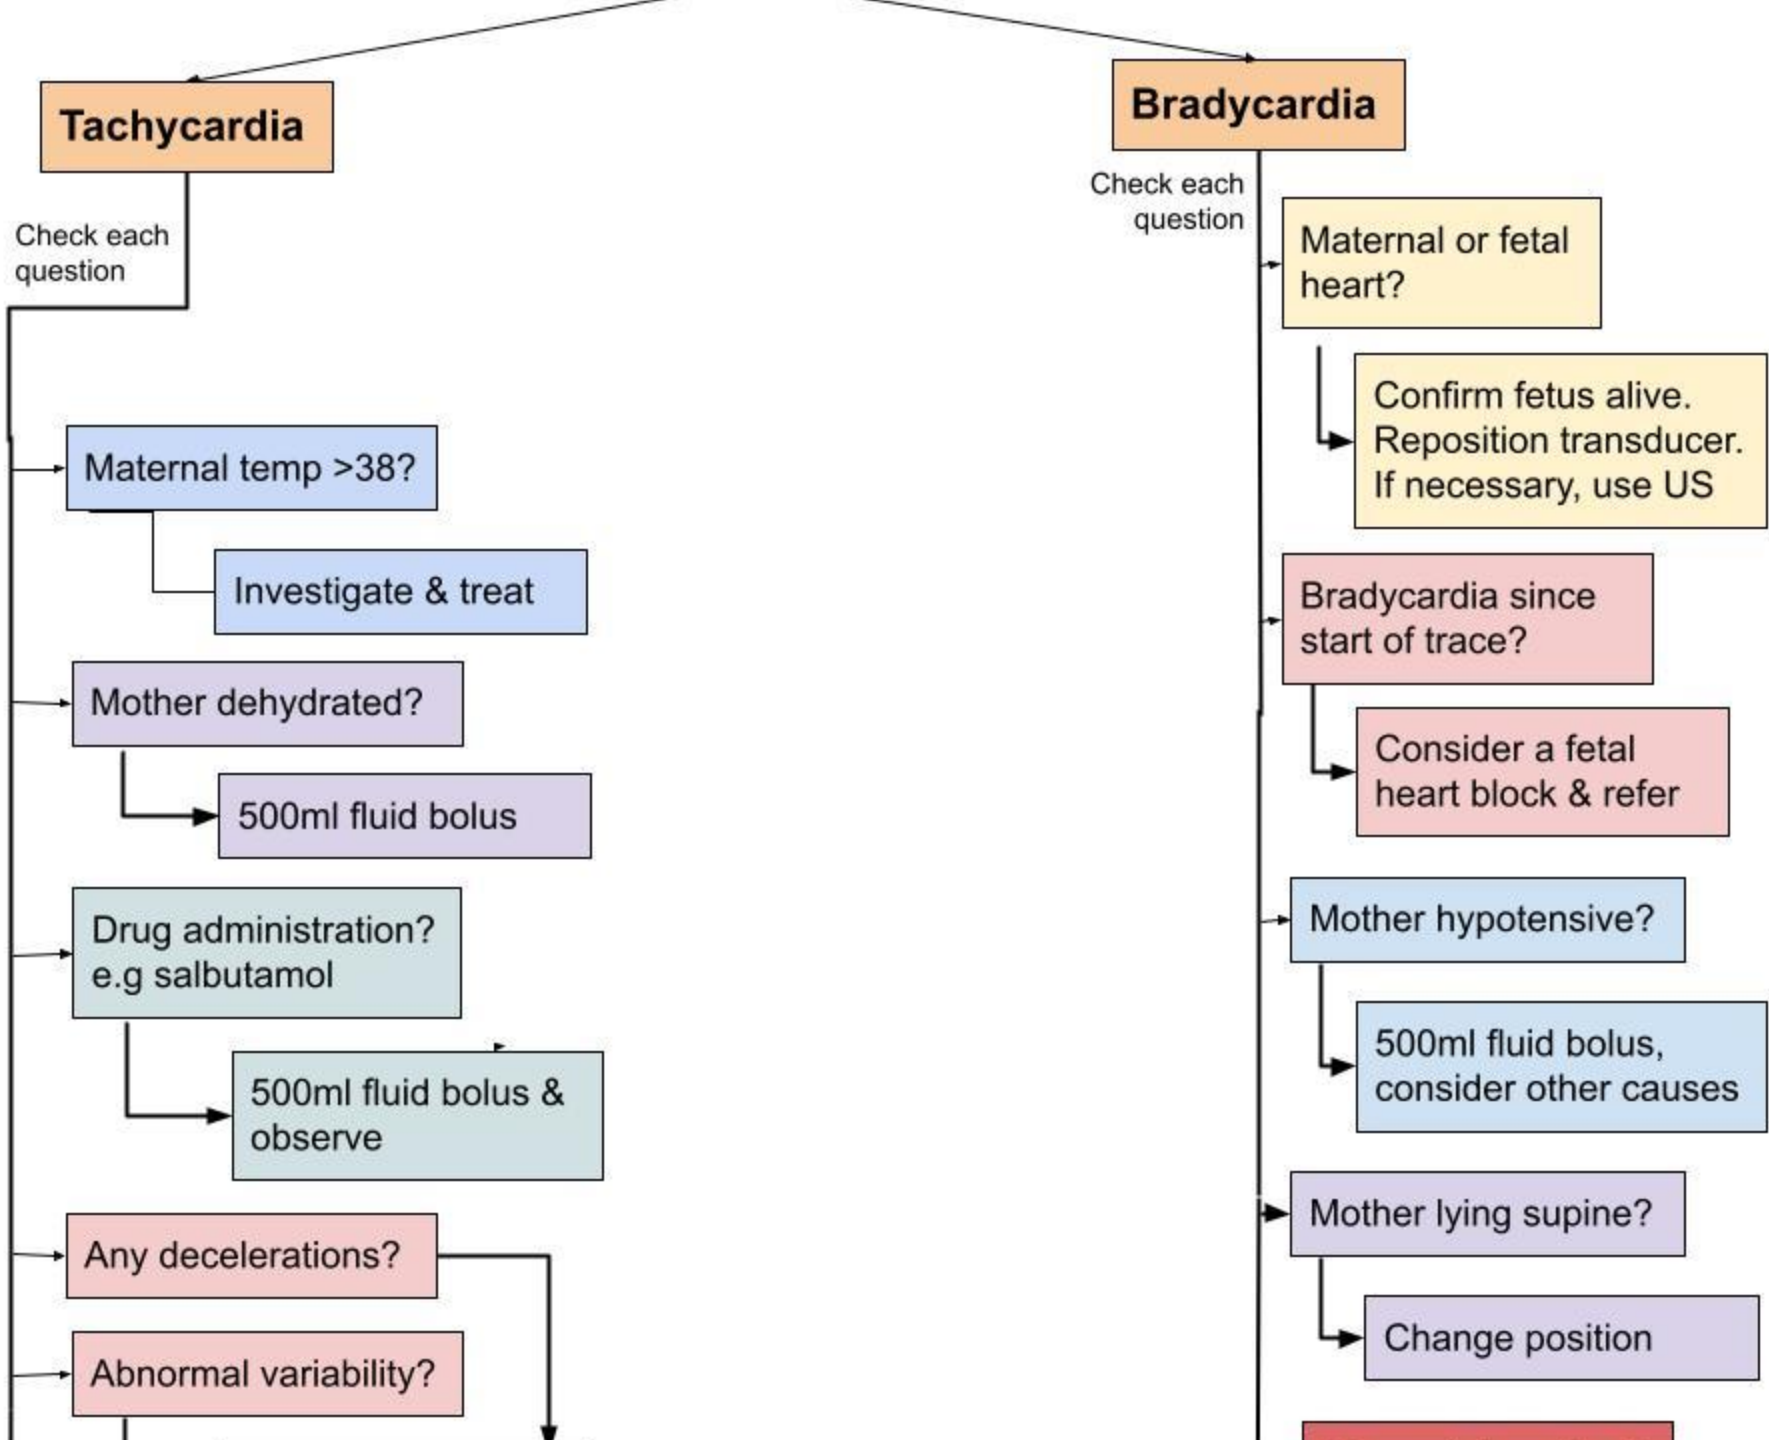 Tachycardia
Check each
question
Maternal temp >38?
Investigate & treat
Mother dehydrated?
500ml fluid bolus
Drug administration?
e.g salbutamol
500ml fluid bolus &
observe
Any decelerations?
Abnormal variability?
Bradycardia
Check each
question
Maternal or fetal
heart?
Confirm fetus alive.
Reposition transducer.
If necessary, use US
Bradycardia since
start of trace?
Consider a fetal
heart block & refer
Mother hypotensive?
500ml fluid bolus,
consider other causes
Mother lying supine?
Change position